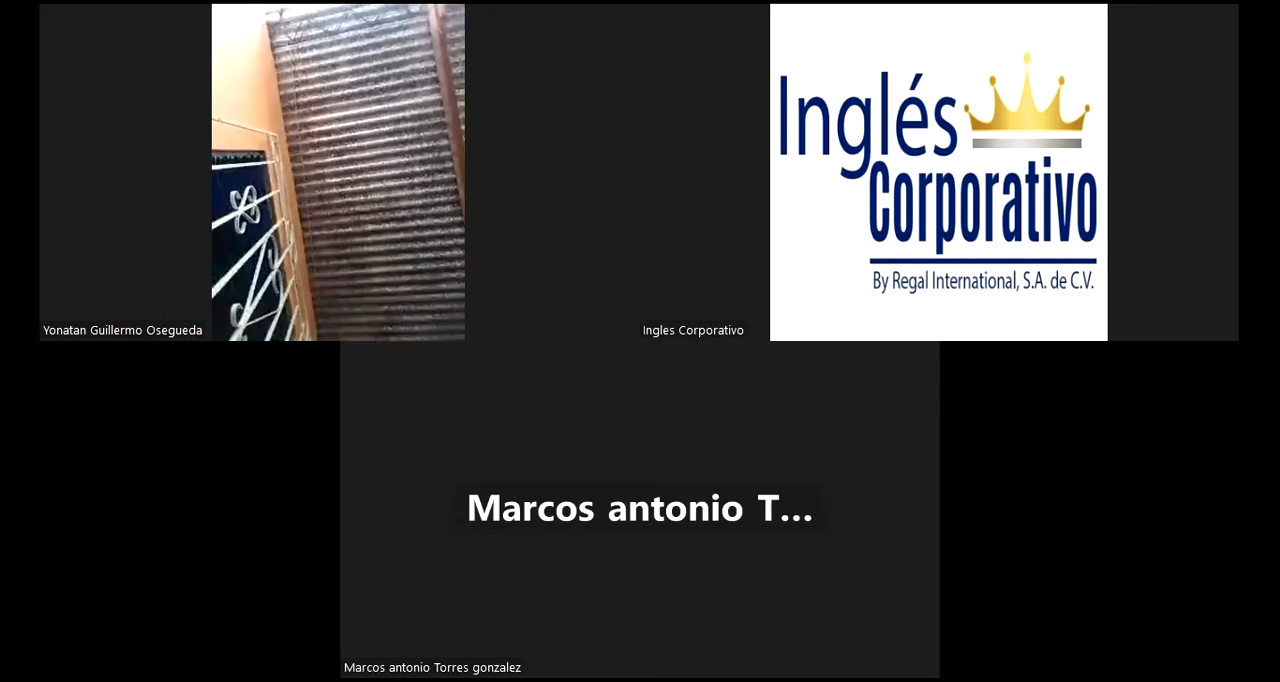 Inglés
Corporativo
By Regal International, S.A. de C.V.
Yonatan Guillermo Osegueda
Ingles Corporativo
Marcos antonio T...
Marcos antonio Torres gonzalez